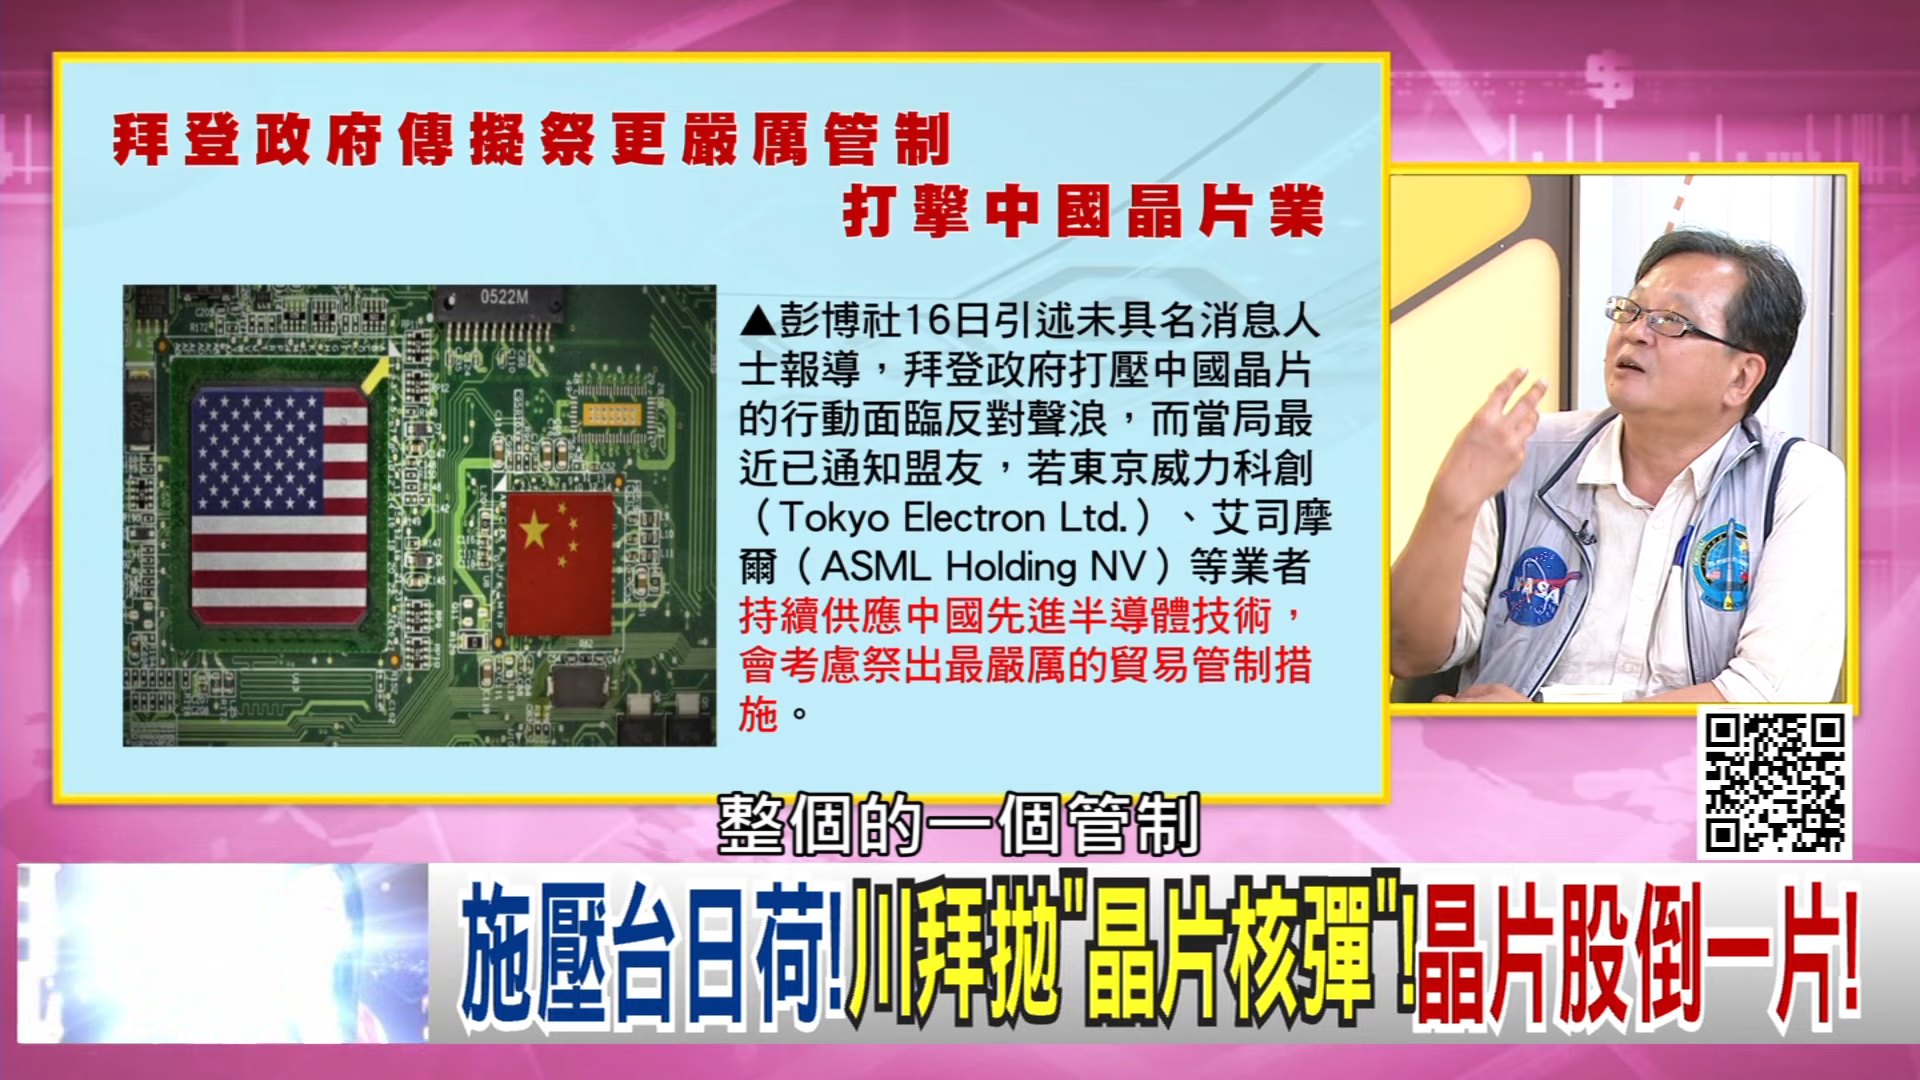 拜登政府傳擬祭更嚴厲管制
打擊中國晶片業
0522M
▲彭博社16日引述未具名消息人
士報導，拜登政府打壓中國晶片
的行動面臨反對聲浪，而當局最
近已通知盟友，若東京威力科創
（Tokyo Electron Ltd.）、艾司摩
爾（ASML Holding NV）等業者
持續供應中國先進半導體技術，
會考慮祭出最嚴厲的貿易管制措
施。
NASA
整個的一個管制
施壓台日荷!川拜拋"晶片核彈"!晶片股倒一片!